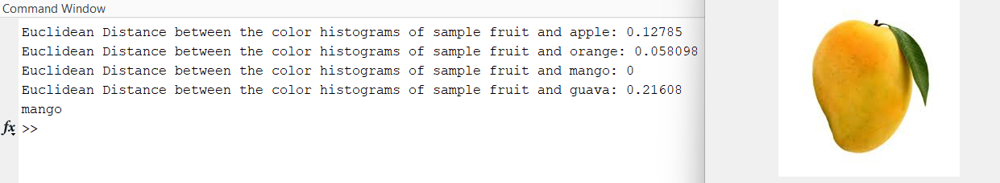 Command Window
Euclidean Distance between the color histograms of sample fruit and apple: 0.12785
Euclidean Distance between the color histograms of sample fruit and orange: 0.058098
Euclidean Distance between the color histograms of sample fruit and mango: 0
Euclidean Distance between the color histograms of sample fruit and guava: 0.21608
mango
fx >>